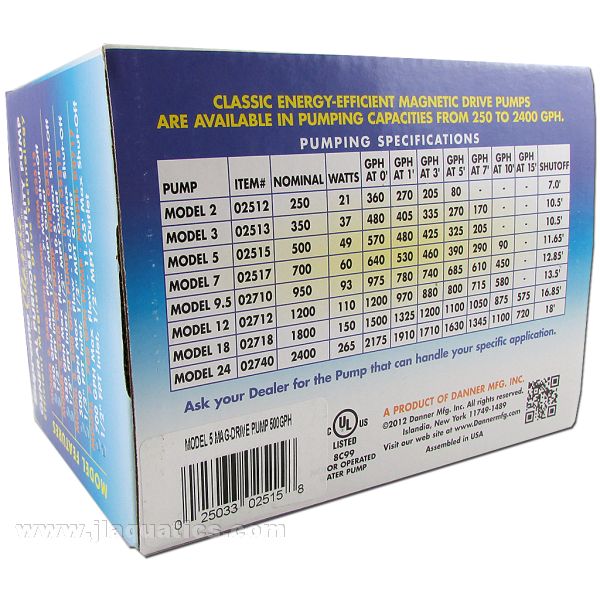 CLASSIC ENERGY-EFFICIENT MAGNETIC DRIVE PUMPS
ARE AVAILABLE IN PUMPING CAPACITIES FROM 250 TO 2400 GPH.
PUMPING SPECIFICATIONS
PUMP ITEM# NOMINAL WATTS GPH AT 0' GPH AT 1' GPH AT 3' GPH AT 5' GPH AT 7' GPH AT 10' GPH AT 15' SHUTOFF
MODEL 2 02512 250 21 360 270 205 80 - - - 7.0'
MODEL 3 02513 350 37 480 405 335 270 170 - - 10.5'
MODEL 5 02515 500 49 570 480 425 325 205 - - 10.5'
MODEL 7 02517 700 60 640 530 460 390 290 90 - 11.65'
MODEL 9.5 02710 950 93 975 780 740 685 610 450 - 12.85'
MODEL 12 02712 1200 110 1200 970 880 800 715 580 - 13.5'
MODEL 18 02718 1800 150 1500 1325 1200 1100 1050 875 575 16.85'
MODEL 24 02740 2400 265 2175 1910 1710 1630 1345 1100 720 18'
Ask your Dealer for the Pump that can handle your specific application.
A PRODUCT OF DANNER MFG. INC.
©2012 Danner Mfg. Inc. All rights reserved.
Islandia, New York 11749-1489
Visit our web site at www.Dannermfg.com
Assembled in USA
UL
LISTED
8C99
OR OPERATED
ATER PUMP
MODEL 5 MAG-DRIVE PUMP 500GPH
0 25033 02515 8
MODEL FEATURES
www.jlaquatics.com